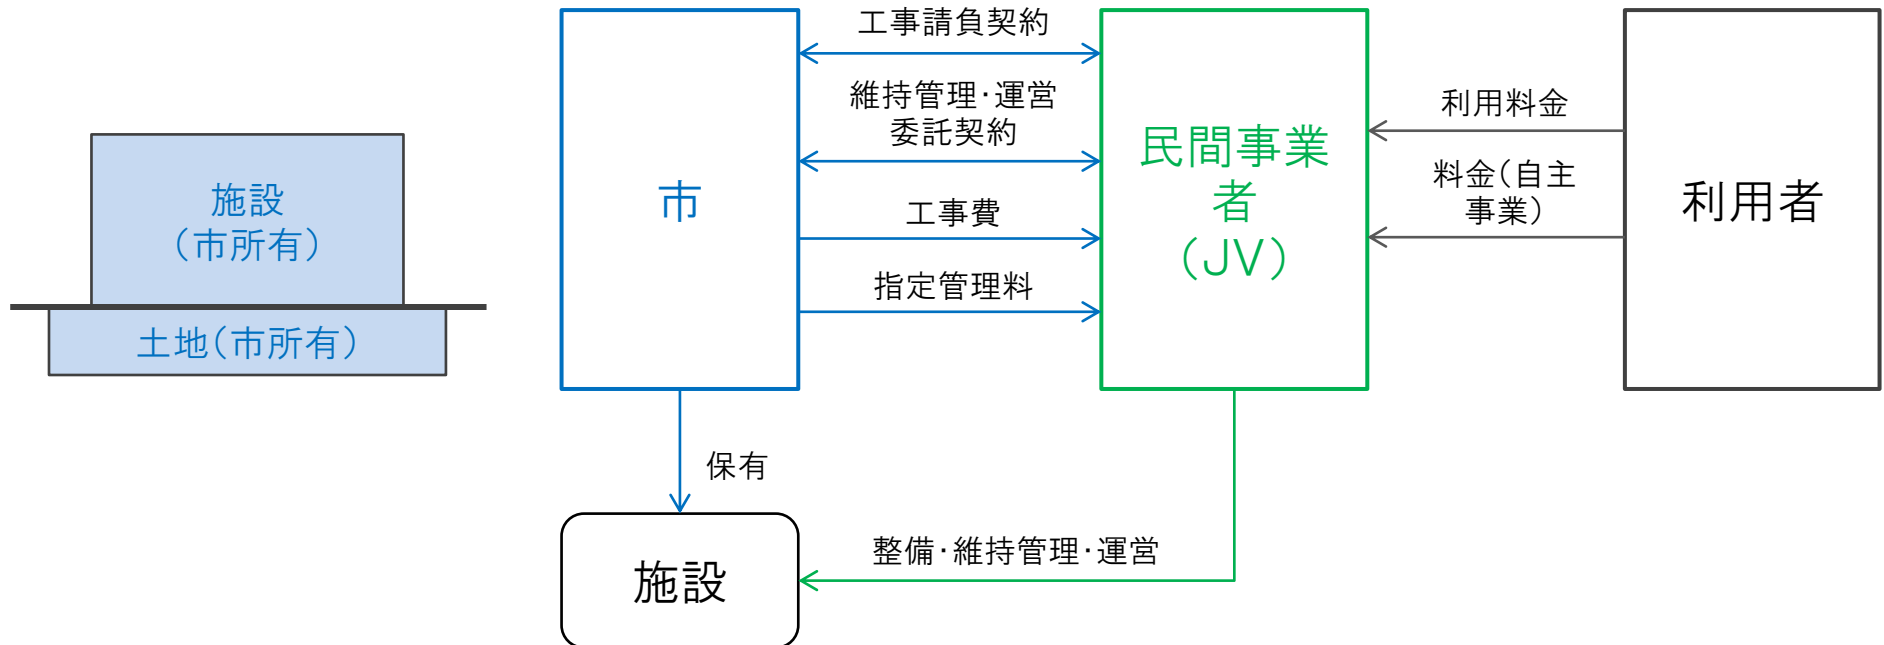 施設
（市所有）
土地（市所有）
市
工事請負契約
維持管理・運営
委託契約
工事費
指定管理料
民間事業
者
（JV）
利用料金
料金（自主
事業）
利用者
保有
整備・維持管理・運営
施設